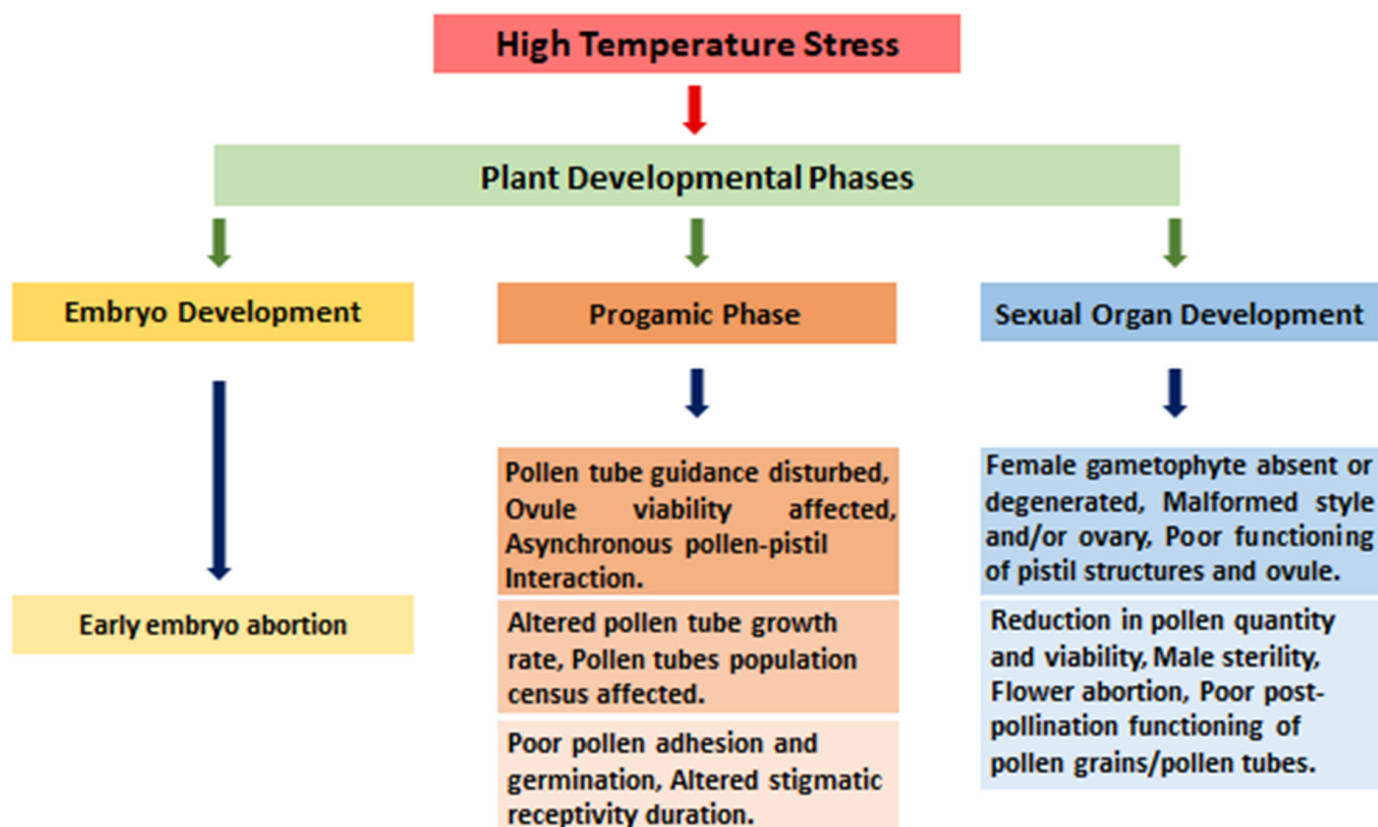 High Temperature Stress
Plant Developmental Phases
Embryo Development
Early embryo abortion
Progamic Phase
Pollen tube guidance disturbed,
Ovule viability affected,
Asynchronous pollen-pistil
Interaction.
Altered pollen tube growth
rate, Pollen tubes population
census affected.
Poor pollen adhesion and
germination, Altered stigmatic
receptivity duration.
Sexual Organ Development
Female gametophyte absent or
degenerated, Malformed style
and/or ovary, Poor functioning
of pistil structures and ovule.
Reduction in pollen quantity
and viability, Male sterility,
Flower abortion, Poor post-
pollination functioning of
pollen grains/pollen tubes.